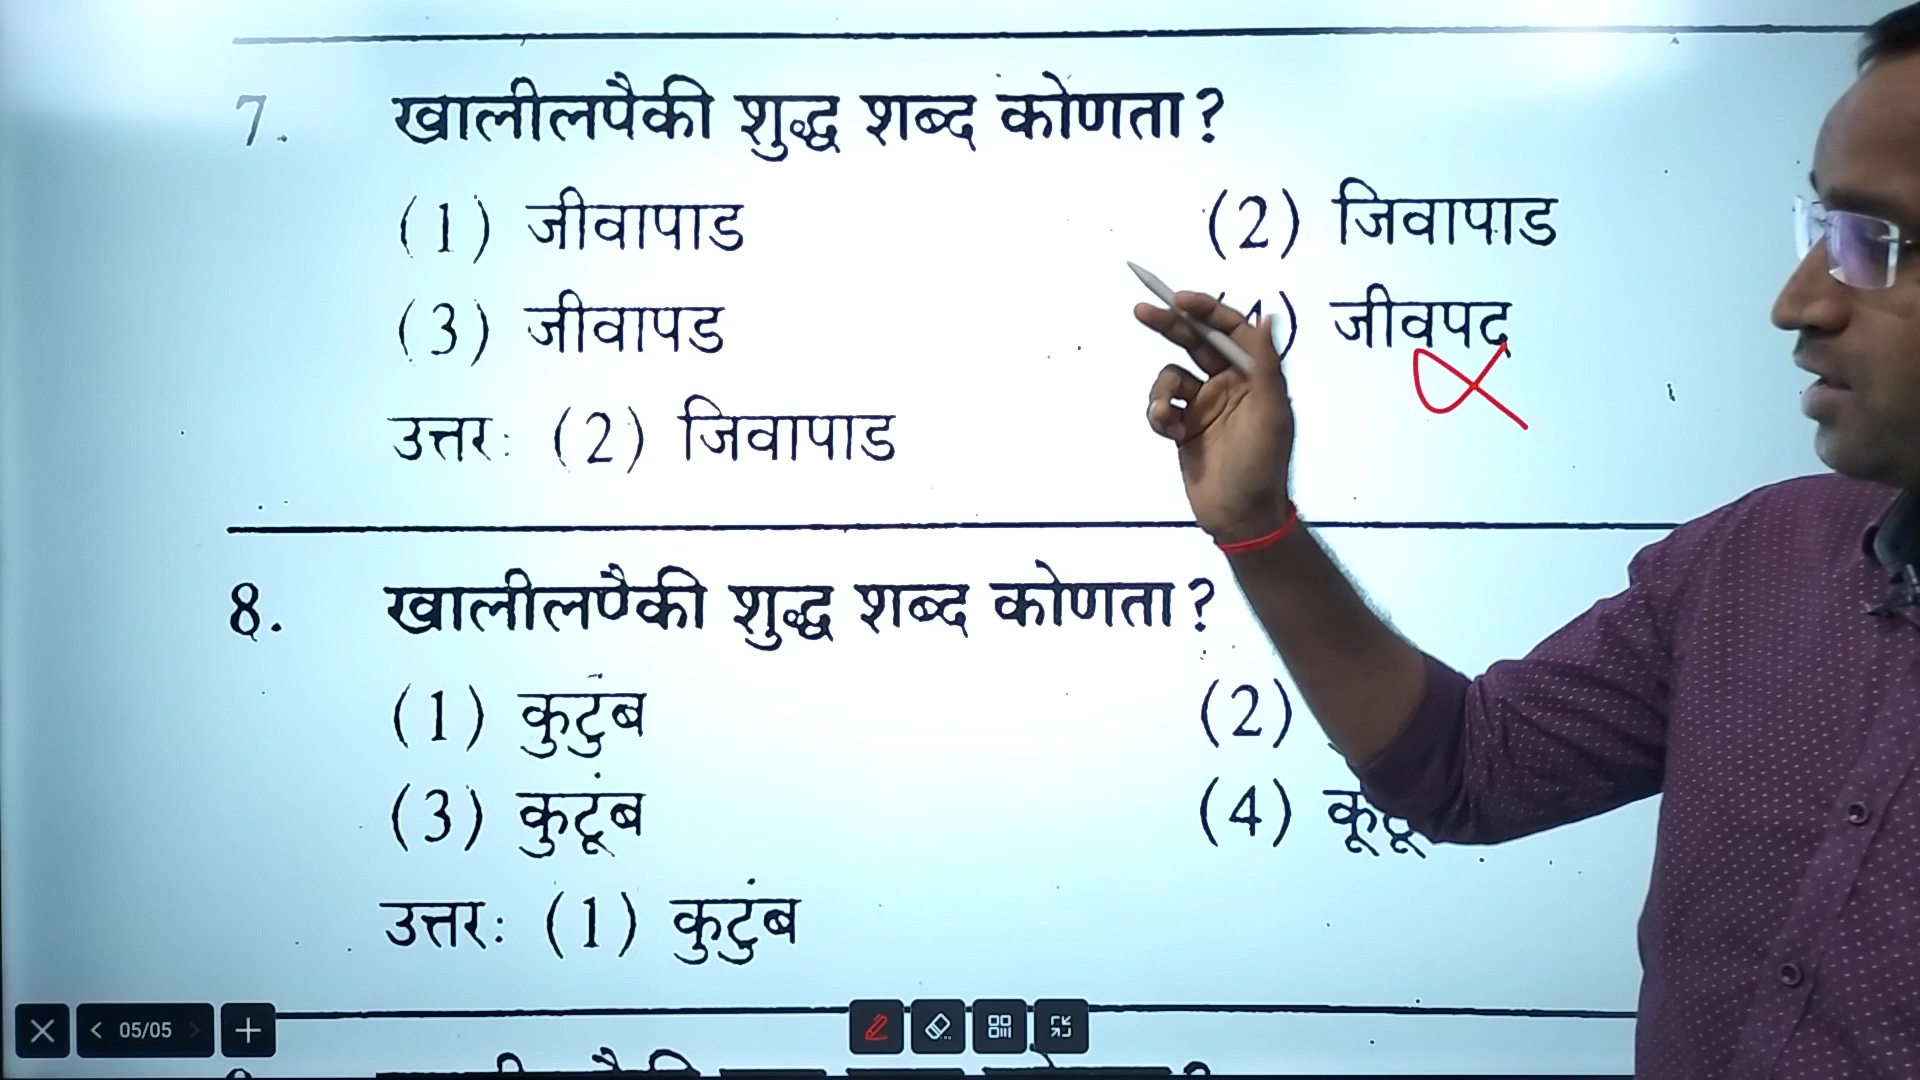 7. खालीलपैकी शुद्ध शब्द कोणता?
(1) जीवापाड (2) जिवापाड
(3) जीवापड (4) जीवपद
उत्तर: (2) जिवापाड
8. खालीलपैकी शुद्ध शब्द कोणता?
(1) कुटुंब (2)
(3) कुटूंब (4)
उत्तर: (1) कुटुंब
05/05